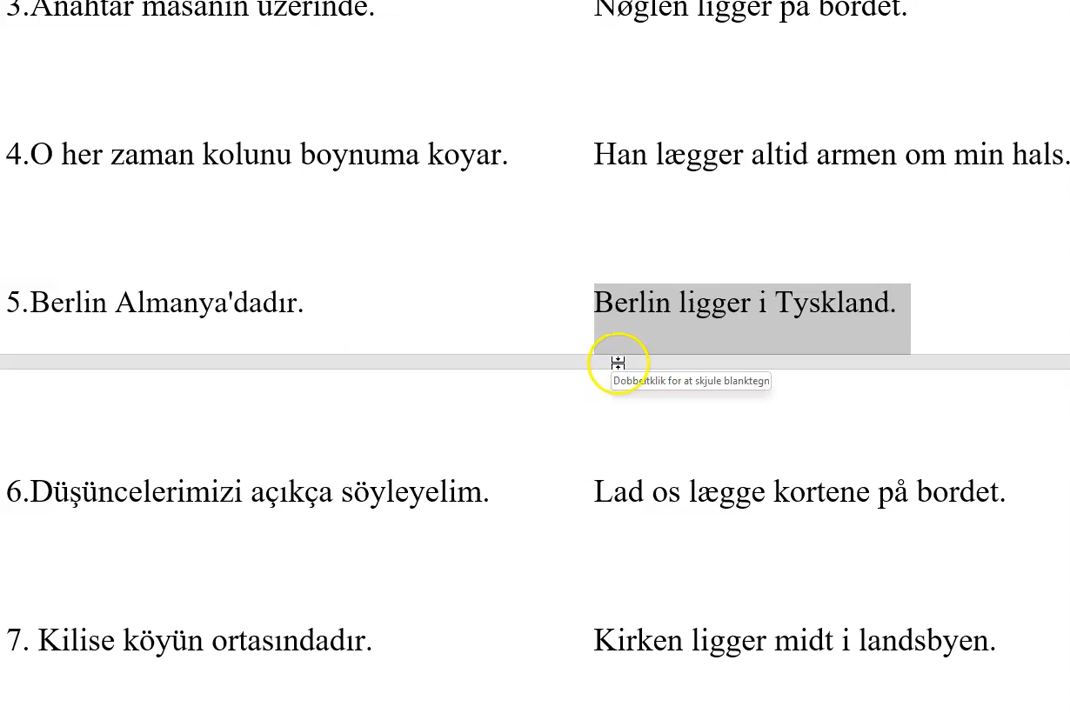 3.Anahtar masanın üzerinde. Nøglen ligger på bordet.
4.O her zaman kolunu boynuma koyar. Han lægger altid armen om min hals.
5.Berlin Almanya'dadır. Berlin ligger i Tyskland.
Dobbeltklik for at skjule blanktegn
6.Düşüncelerimizi açıkça söyleyelim. Lad os lægge kortene på bordet.
7. Kilise köyün ortasındadır. Kirken ligger midt i landsbyen.